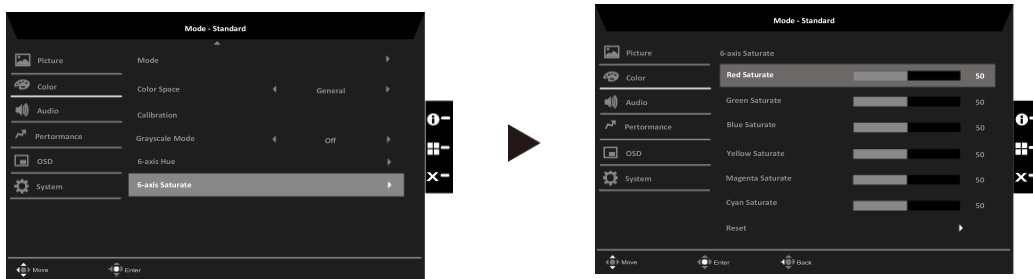 Mode - Standard
Picture
Mode
Color
Color Space
General
Audio
Calibration
Pertormance
Grayscale Mode
Off
OSD
6-axis Hue
System
6-axis Saturate
Move
Enter
Mode - Standard
Picture
6-axis Saturate
Color
Red Saturate
50
Audio
Green Saturate
50
Pertormance
Blue Saturate
50
OSD
Yellow Saturate
50
System
Magenta Saturate
50
Cyan Saturate
50
Reset
Move
Enter
Back